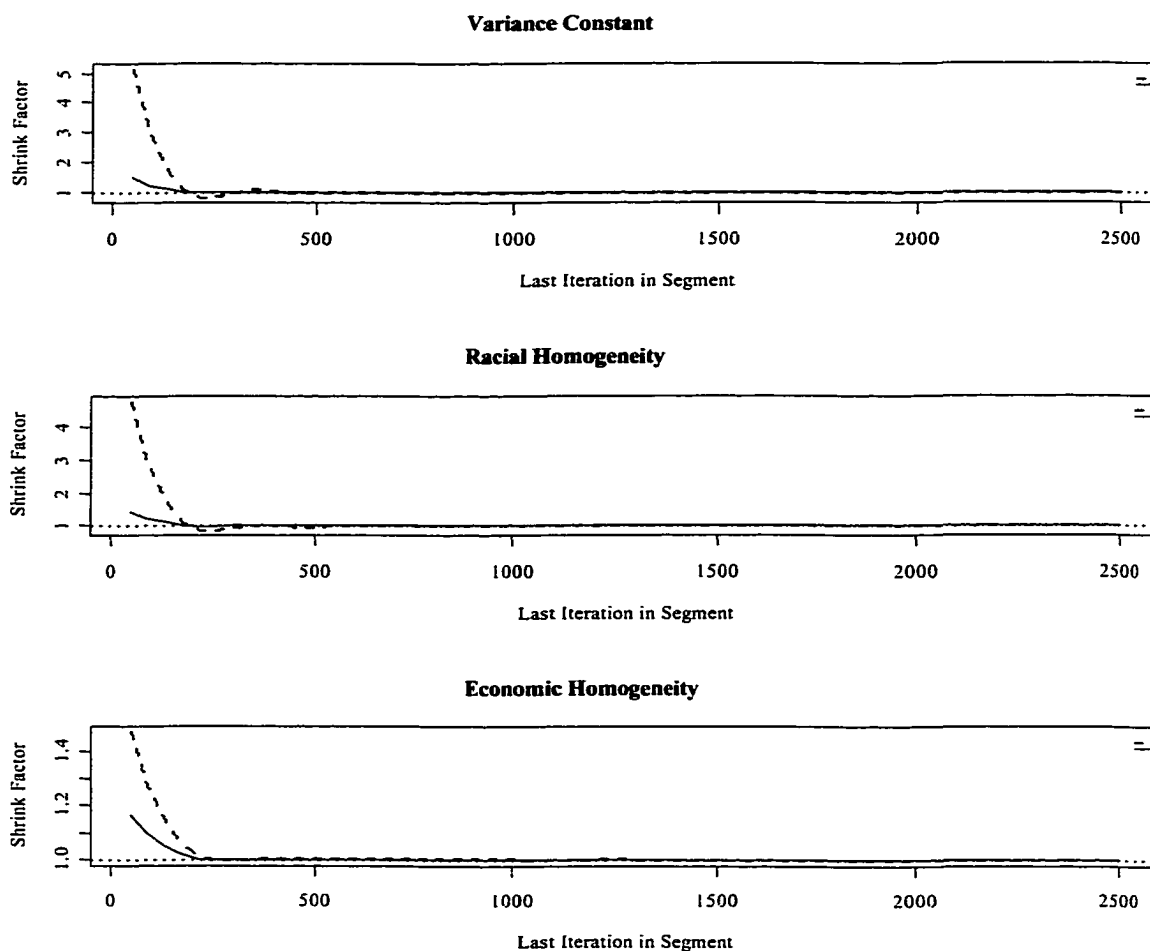 Variance Constant
Shrink Factor
5
4
3
2
1
0 500 1000 1500 2000 2500
Last Iteration in Segment
Racial Homogeneity
Shrink Factor
4
3
2
1
0 500 1000 1500 2000 2500
Last Iteration in Segment
Economic Homogeneity
Shrink Factor
1.4
1.2
1.0
0 500 1000 1500 2000 2500
Last Iteration in Segment